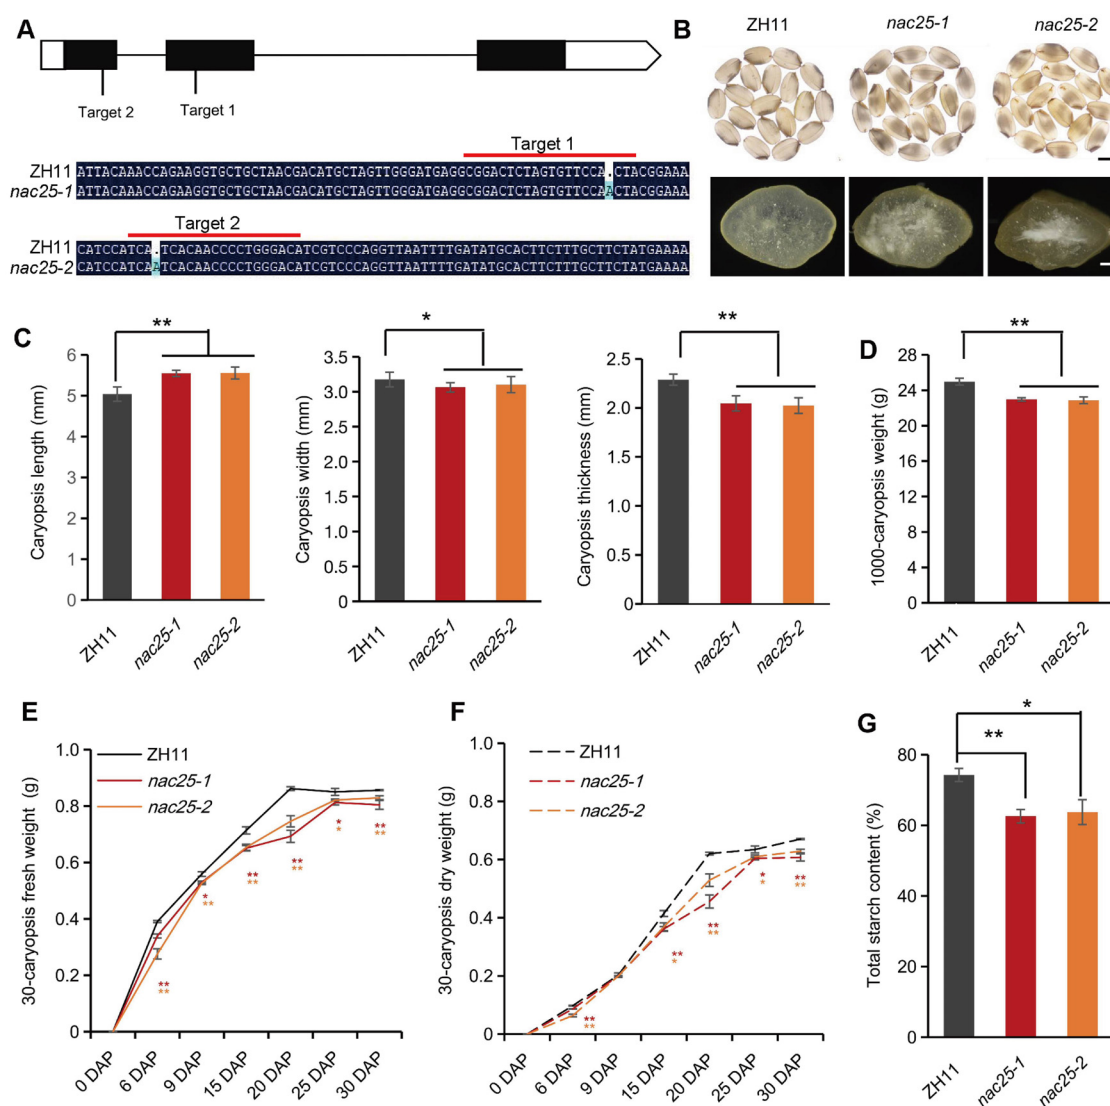 A
Target 2
Target 1
Target 1
ZH11 ATTACAAACCAGAAGGTGCTGCTAACGACATGCTAGTTGGGATGAGGCGGACTCTAGTGTTCCA.CTACGGAAA
nac25-1 ATTACAAACCAGAAGGTGCTGCTAACGACATGCTAGTTGGGATGAGGCGGACTCTAGTGTTCCAACTACGGAAA
Target 2
ZH11 CATCCATCA.TCACAACCCCTGGGACATCGTCCCAGGTTAATTTTGATATGCACTTCTTTGCTTCTATGAAAA
nac25-2 CATCCATCAATCACAACCCCTGGGACATCGTCCCAGGTTAATTTTGATATGCACTTCTTTGCTTCTATGAAAA
B
ZH11 nac25-1 nac25-2
C
**
Caryopsis length (mm)
6
5
4
3
2
1
0
ZH11 nac25-1 nac25-2
*
Caryopsis width (mm)
3.5
3.0
2.5
2.0
1.5
1.0
0.5
0
ZH11 nac25-1 nac25-2
**
Caryopsis thickness (mm)
2.5
2.0
1.5
1.0
0.5
0
ZH11 nac25-1 nac25-2
D
**
1000-caryopsis weight (g)
28
24
20
16
12
8
4
0
ZH11 nac25-1 nac25-2
E
ZH11
nac25-1
nac25-2
30-caryopsis fresh weight (g)
1.0
0.8
0.6
0.4
0.2
0
**
**
*
**
**
**
**
**
*
*
**
**
0 DAP 6 DAP 9 DAP 15 DAP 20 DAP 25 DAP 30 DAP
F
ZH11
nac25-1
nac25-2
30-caryopsis dry weight (g)
1.0
0.8
0.6
0.4
0.2
0
**
**
**
*
**
**
*
*
**
**
0 DAP 6 DAP 9 DAP 15 DAP 20 DAP 25 DAP 30 DAP
G
*
**
Total starch content (%)
80
60
40
20
0
ZH11 nac25-1 nac25-2